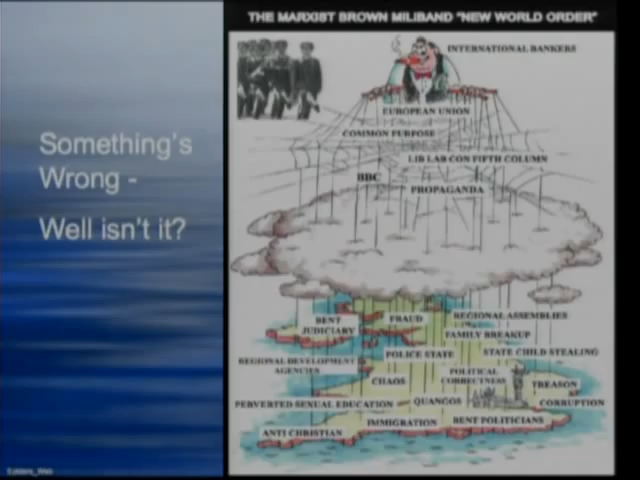 THE MARXIST BROWN MILIBAND "NEW WORLD ORDER"
Something's
Wrong -
Well isn't it?
INTERNATIONAL BANKERS
EUROPEAN UNION
COMMON PURPOSE
LIB LAB CON FIFTH COLUMN
BBC
PROPAGANDA
BENT
JUDICIARY
FRAUD
REGIONAL ASSEMBLIES
FAMILY BREAKUP
POLICE STATE
STATE CHILD STEALING
REGIONAL DEVELOPMENT
AGENCIES
CHAOS
POLITICAL
CORRECTNESS
TREASON
PERVERTED SEXUAL EDUCATION
QUANGOS
CORRUPTION
ANTI CHRISTIAN
IMMIGRATION
BENT POLITICIANS